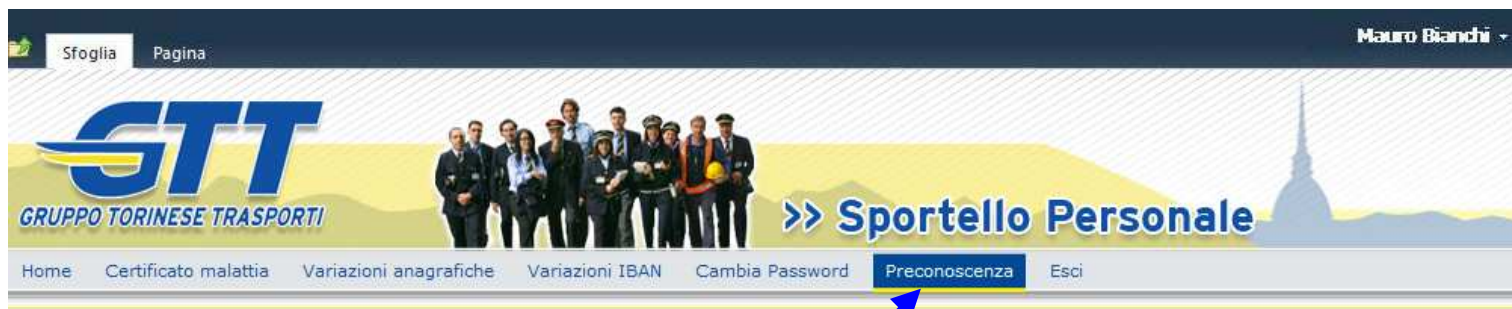 Sfoglia Pagina Mauro Bianchi
GTT
GRUPPO TORINESE TRASPORTI
>> Sportello Personale
Home Certificato malattia Variazioni anagrafiche Variazioni IBAN Cambia Password Preconoscenza Esci